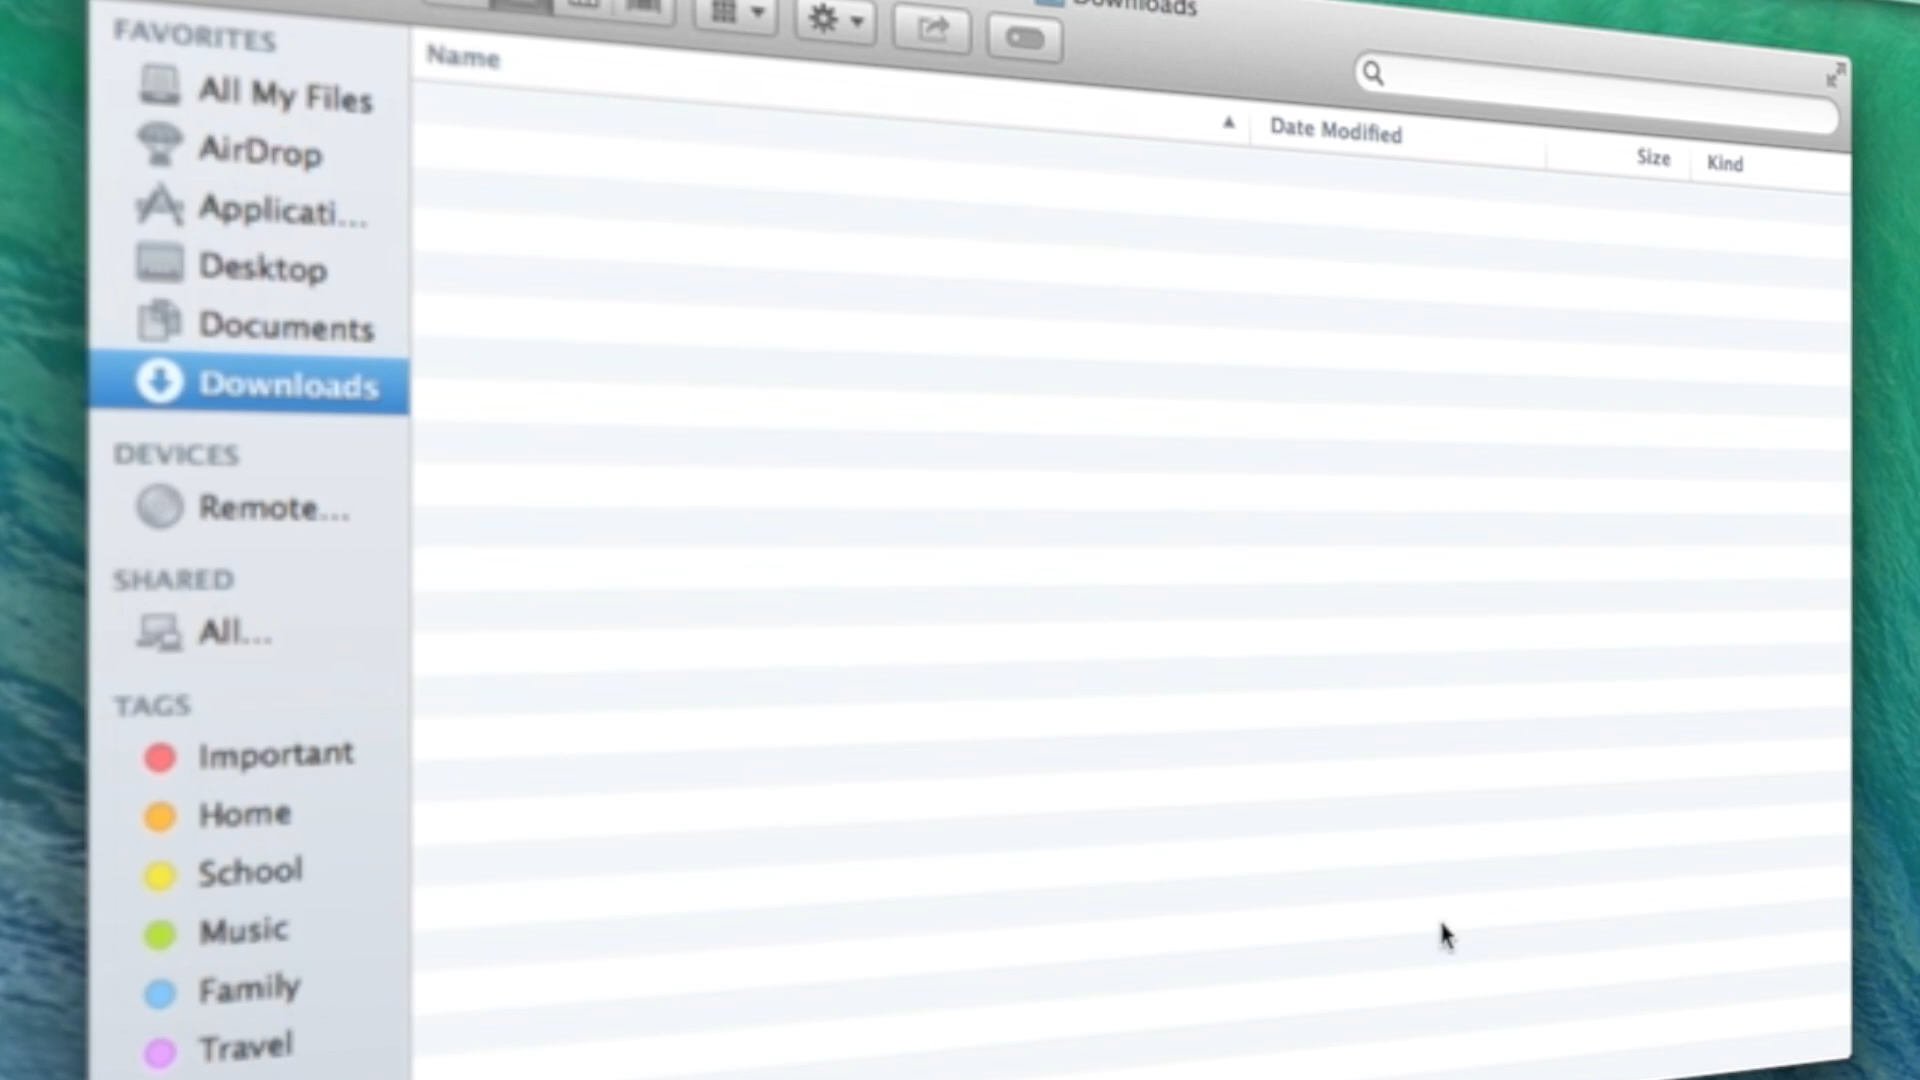 Downloads
FAVORITES
All My Files
AirDrop
Applicati...
Desktop
Documents
Downloads
DEVICES
Remote...
SHARED
All...
TAGS
Important
Home
School
Music
Family
Travel
Name
Date Modified
Size
Kind